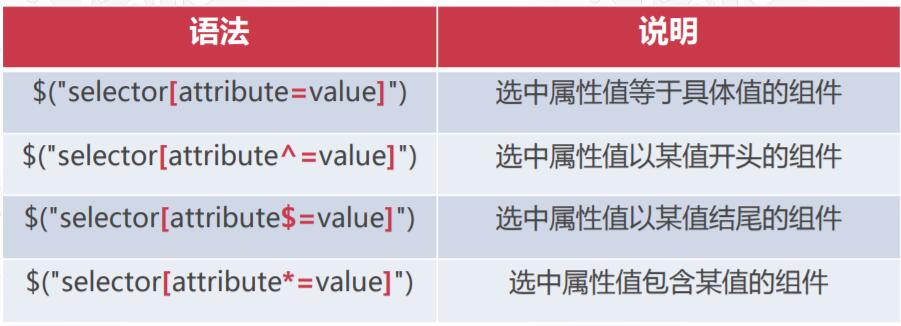 语法 说明
$("selector[attribute=value]") 选中属性值等于具体值的组件
$("selector[attribute^=value]") 选中属性值以某值开头的组件
$("selector[attribute$=value]") 选中属性值以某值结尾的组件
$("selector[attribute*=value]") 选中属性值包含某值的组件